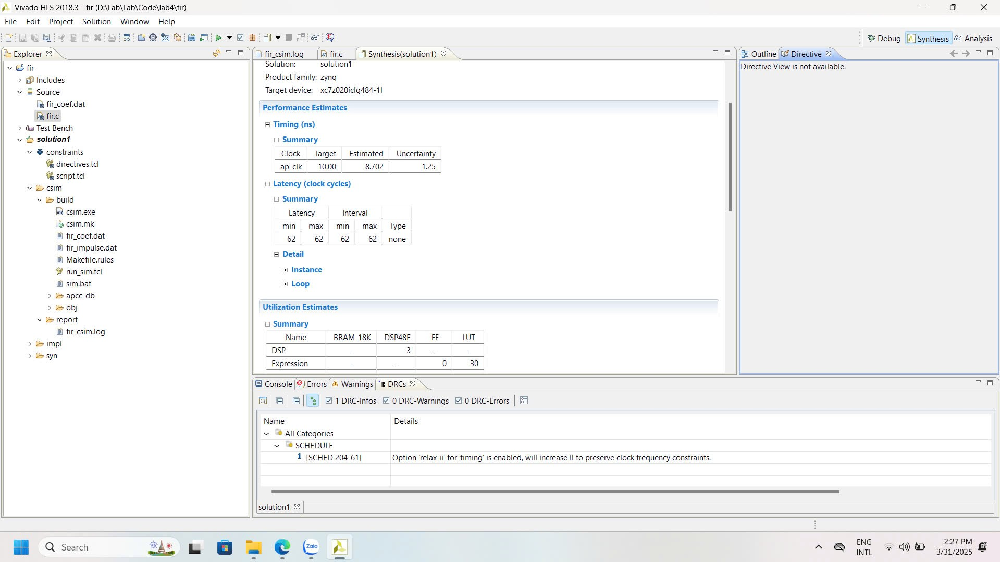 Vivado HLS 2018.3 - fir (D:\Lab\Lab\Code\lab4\fir)
File Edit Project Solution Window Help
Debug Synthesis Analysis
Explorer
fir
Includes
Source
fir_coef.dat
fir.c
Test Bench
solution1
constraints
directives.tcl
script.tcl
csim
build
csim.exe
csim.mk
fir_coef.dat
fir_impulse.dat
Makefile.rules
run_sim.tcl
sim.bat
apcc_db
obj
report
fir_csim.log
impl
syn
fir_csim.log fir.c Synthesis(solution1)
Solution: solution1
Product family: zynq
Target device: xc7z020iclg484-1l
Performance Estimates
Timing (ns)
Summary
Clock Target Estimated Uncertainty
ap_clk 10.00 8.702 1.25
Latency (clock cycles)
Summary
Latency Interval
min max min max Type
62 62 62 62 none
Detail
Instance
Loop
Utilization Estimates
Summary
Name BRAM_18K DSP48E FF LUT
DSP - 3 - -
Expression - - 0 30
Outline Directive
Directive View is not available.
Console Errors Warnings DRCs
1 DRC-Infos 0 DRC-Warnings 0 DRC-Errors
Name Details
All Categories
SCHEDULE
[SCHED 204-61] Option 'relax_ii_for_timing' is enabled, will increase II to preserve clock frequency constraints.
solution1
Search
Zalo
ENG
INTL
2:27 PM
3/31/2025